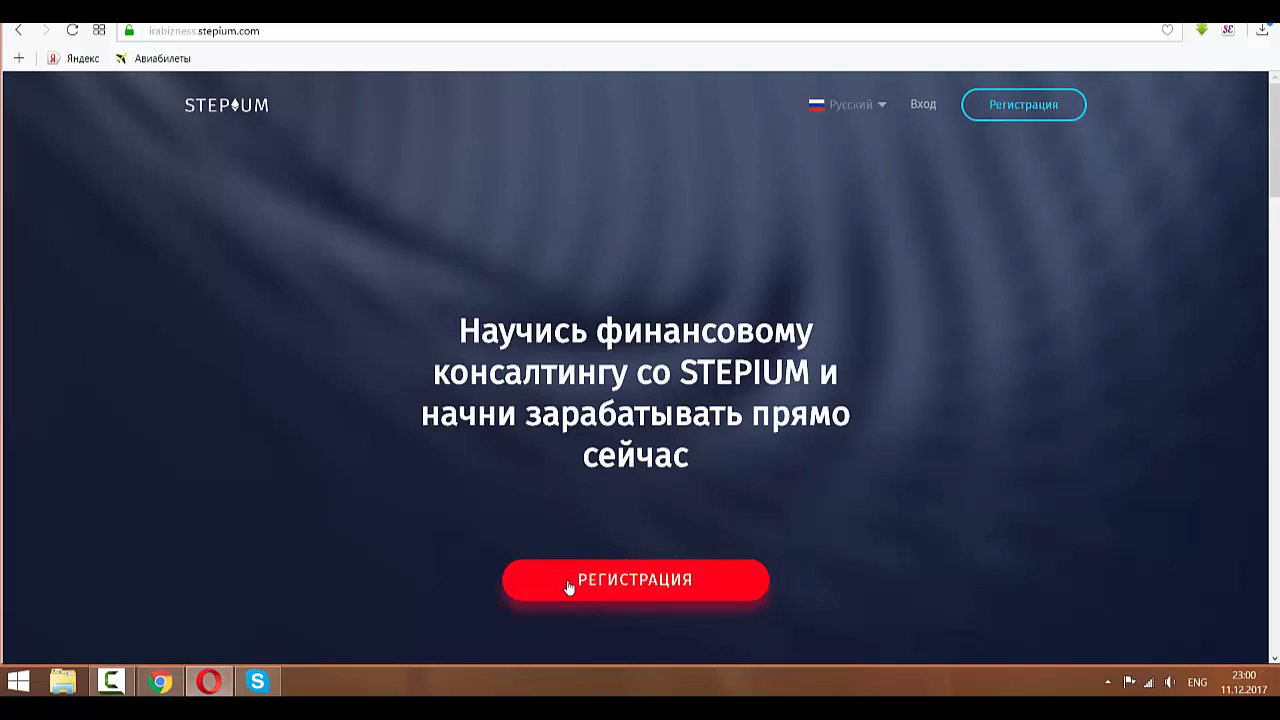 irabizness.stepium.com
Яндекс Авиабилеты
STEPIUM Русский Вход Регистрация
Научись финансовому
консалтингу со STEPIUM и
начни зарабатывать прямо
сейчас
РЕГИСТРАЦИЯ
ENG 23:00
11.12.2017